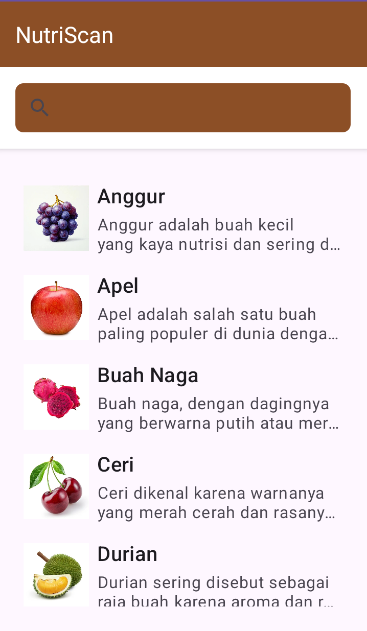 NutriScan
Anggur
Anggur adalah buah kecil
yang kaya nutrisi dan sering d...
Apel
Apel adalah salah satu buah
paling populer di dunia denga...
Buah Naga
Buah naga, dengan dagingnya
yang berwarna putih atau mer...
Ceri
Ceri dikenal karena warnanya
yang merah cerah dan rasany...
Durian
Durian sering disebut sebagai
raja buah karena aroma dan r...